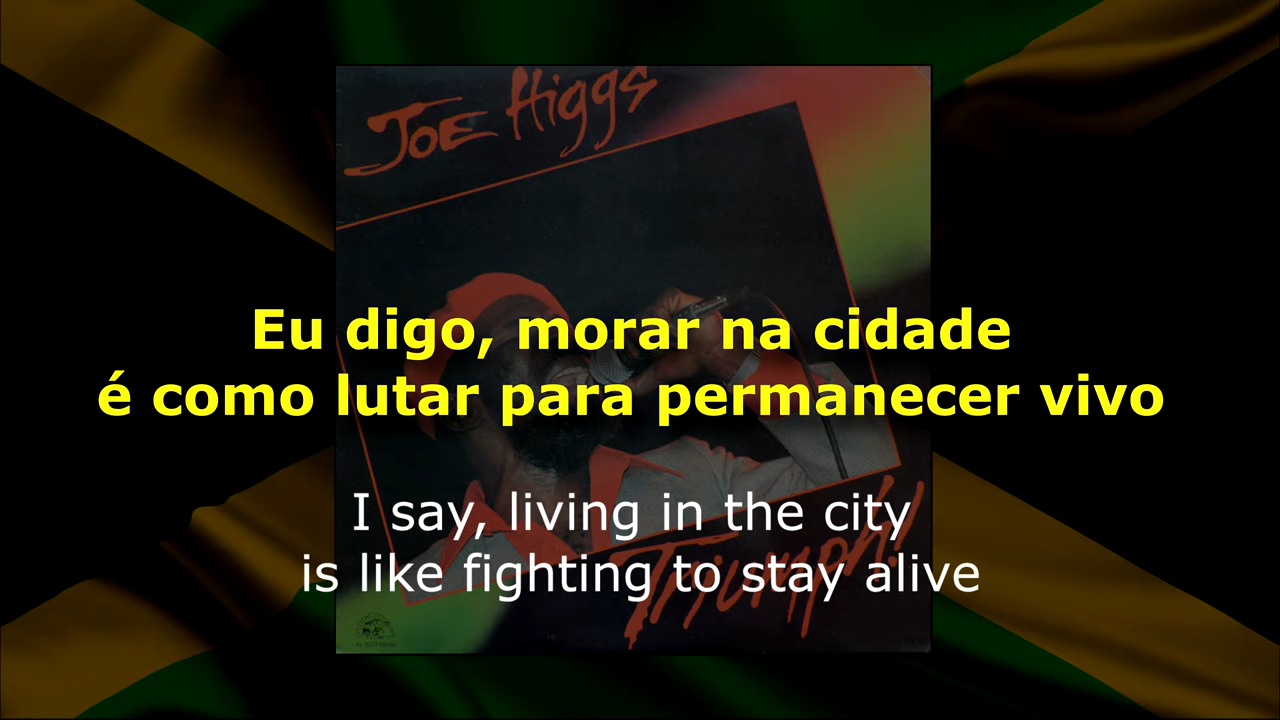 Joe Higgs
Eu digo, morar na cidade
é como lutar para permanecer vivo
I say, living in the city
is like fighting to stay alive
Triumph!